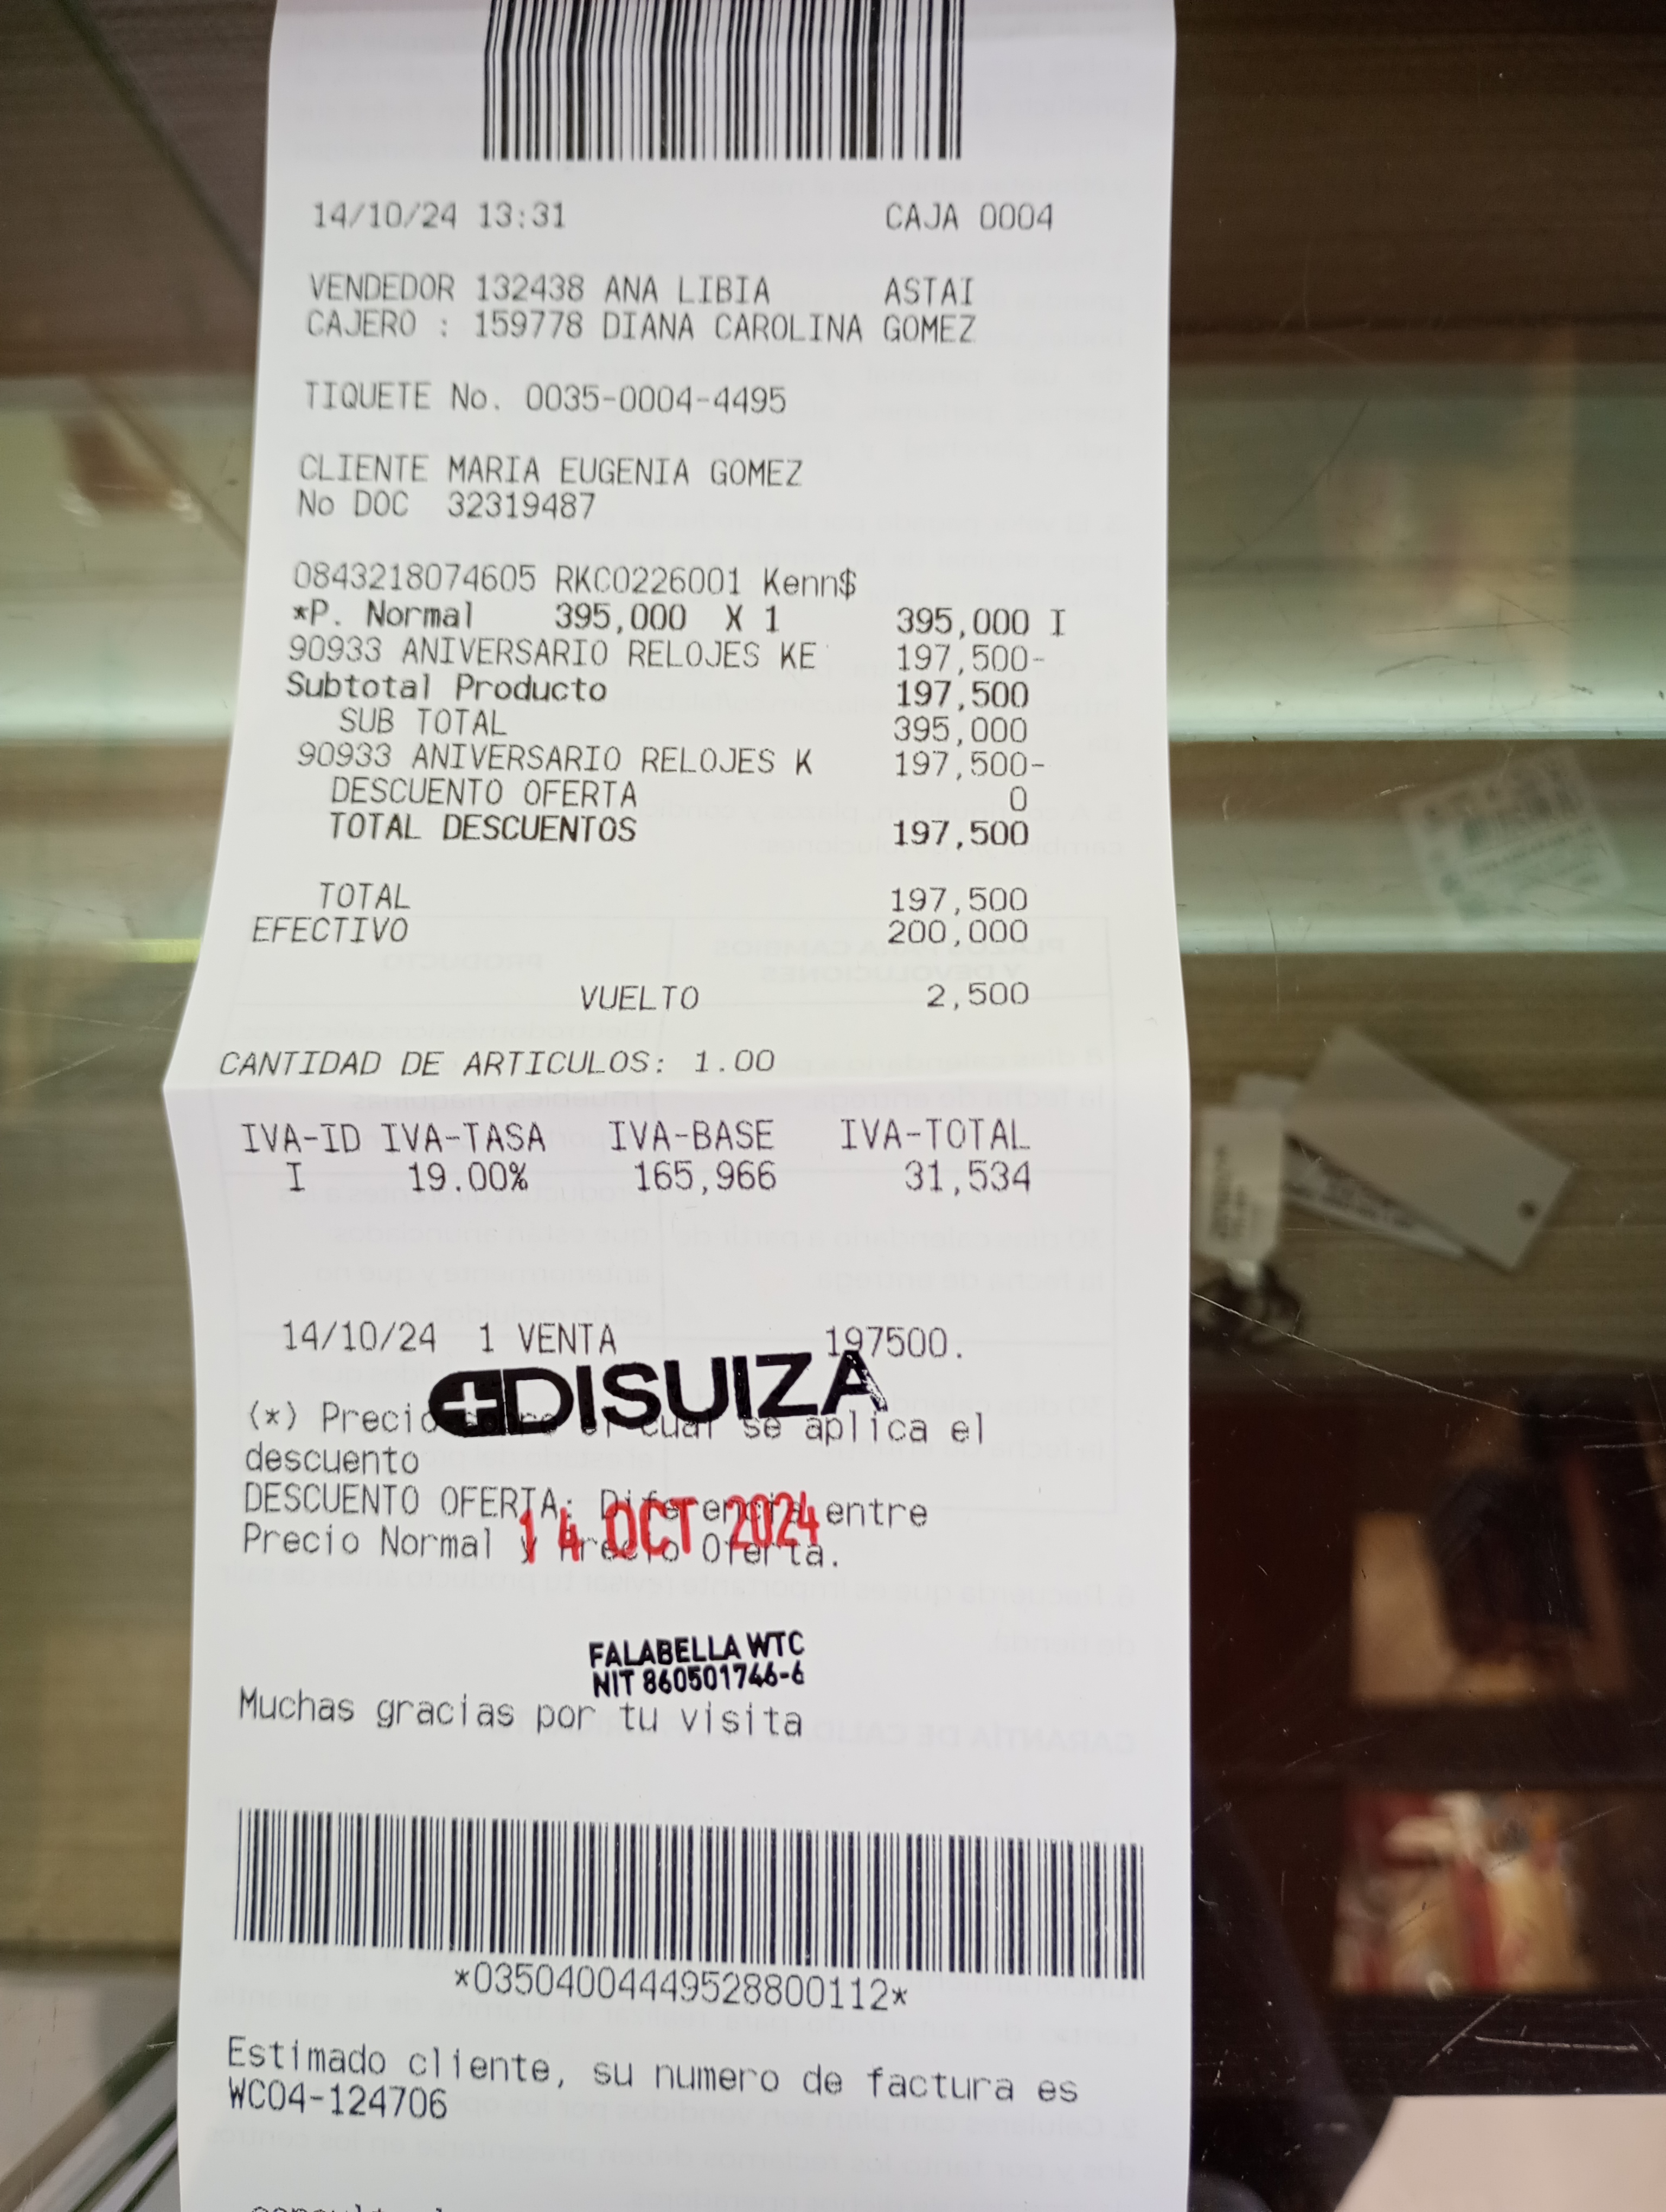 14/10/24 13:31 CAJA 0004
VENDEDOR 132438 ANA LIBIA ASTAI
CAJERO : 159778 DIANA CAROLINA GOMEZ
TIQUETE No. 0035-0004-4495
CLIENTE MARIA EUGENIA GOMEZ
No DOC 32319487
0843218074605 RKC0226001 Kenn$
*P. Normal 395,000 X 1 395,000 I
90933 ANIVERSARIO RELOJES KE 197,500-
Subtotal Producto 197,500
SUB TOTAL 395,000
90933 ANIVERSARIO RELOJES K 197,500-
DESCUENTO OFERTA 0
TOTAL DESCUENTOS 197,500
TOTAL 197,500
EFECTIVO 200,000
VUELTO 2,500
CANTIDAD DE ARTICULOS: 1.00
IVA-ID IVA-TASA IVA-BASE IVA-TOTAL
I 19.00% 165,966 31,534
14/10/24 1 VENTA 197500.
DISUIZA
(*) Precio sobre el cual se aplica el
descuento
DESCUENTO OFERTA: Diferencia entre
14 OCT 2024
Precio Normal y Precio Oferta.
FALABELLA WTC
NIT 860501746-6
Muchas gracias por tu visita
*03504004449528800112*
Estimado cliente, su numero de factura es
WC04-124706